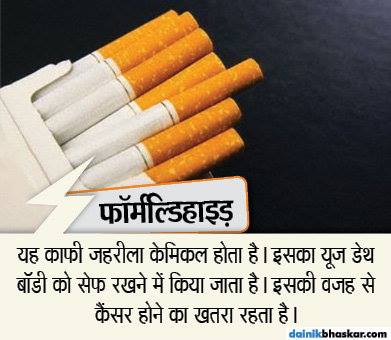 फॉर्मल्डिहाइड़
यह काफी जहरीला केमिकल होता है। इसका यूज डेथ
बॉडी को सेफ रखने में किया जाता है। इसकी वजह से
कैंसर होने का खतरा रहता है।
dainikbhaskar.com